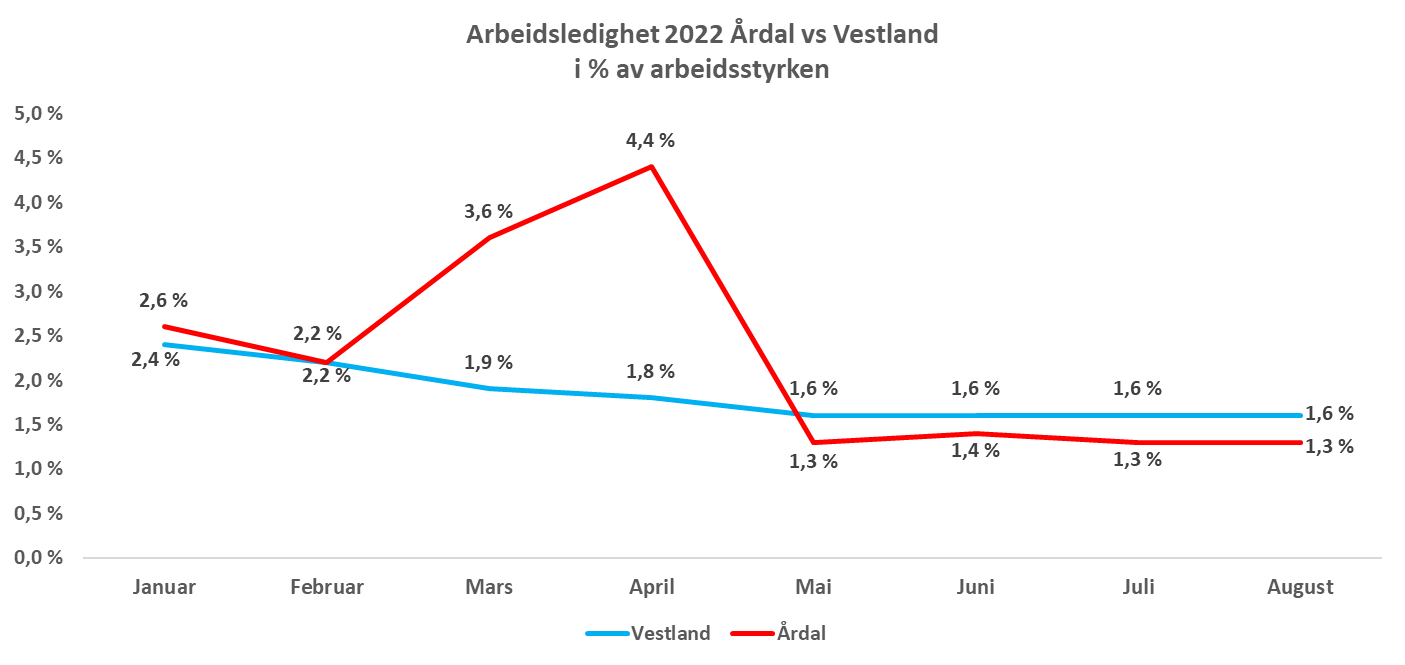 Arbeidsledighet 2022 Årdal vs Vestland
i % av arbeidsstyrken
5,0 %
4,5 %
4,0 %
3,5 %
3,0 %
2,5 %
2,0 %
1,5 %
1,0 %
0,5 %
0,0 %
2,6 %
2,2 %
3,6 %
4,4 %
1,3 %
1,4 %
1,3 %
1,3 %
2,4 %
2,2 %
1,9 %
1,8 %
1,6 %
1,6 %
1,6 %
1,6 %
Januar
Februar
Mars
April
Mai
Juni
Juli
August
Vestland
Årdal